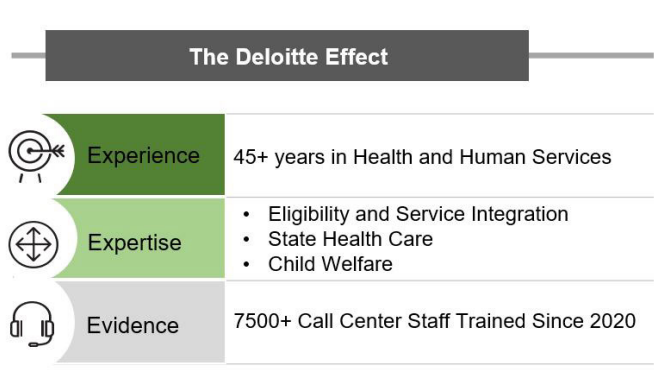 The Deloitte Effect
Experience
45+ years in Health and Human Services
Expertise
• Eligibility and Service Integration
• State Health Care
• Child Welfare
Evidence
7500+ Call Center Staff Trained Since 2020